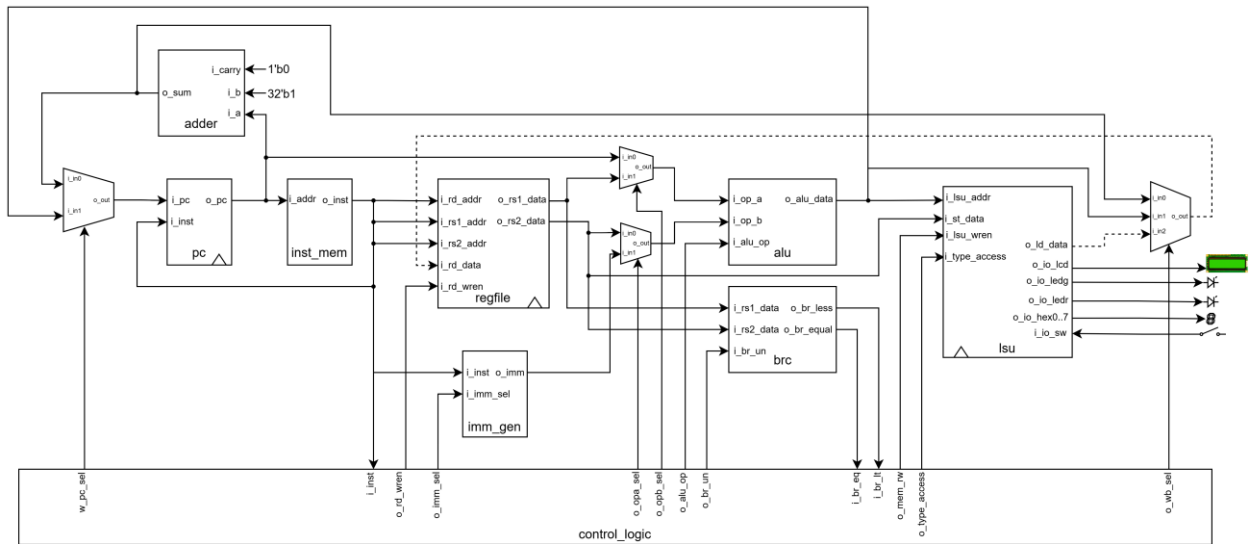 i_carry
1'b0
o_sum
i_b
32'b1
i_a
adder
i_in0
o_out
i_in1
i_pc
o_pc
i_inst
pc
i_addr
o_inst
inst_mem
i_rd_addr
o_rs1_data
i_rs1_addr
o_rs2_data
i_rs2_addr
i_rd_data
i_rd_wren
regfile
i_in0
o_out
i_in1
i_in0
o_out
i_in1
i_op_a
o_alu_data
i_op_b
i_alu_op
alu
i_rs1_data
o_br_less
i_rs2_data
o_br_equal
i_br_un
brc
i_inst
o_imm
i_imm_sel
imm_gen
i_lsu_addr
i_st_data
i_lsu_wren
i_type_access
o_ld_data
o_io_lcd
o_io_ledg
o_io_ledr
o_io_hex0..7
i_io_sw
lsu
i_in0
i_in1
o_out
i_in2
w_pc_sel
i_inst
o_rd_wren
o_imm_sel
o_opa_sel
o_opb_sel
o_alu_op
o_br_un
i_br_eq
i_br_lt
o_mem_rw
o_type_access
o_wb_sel
control_logic